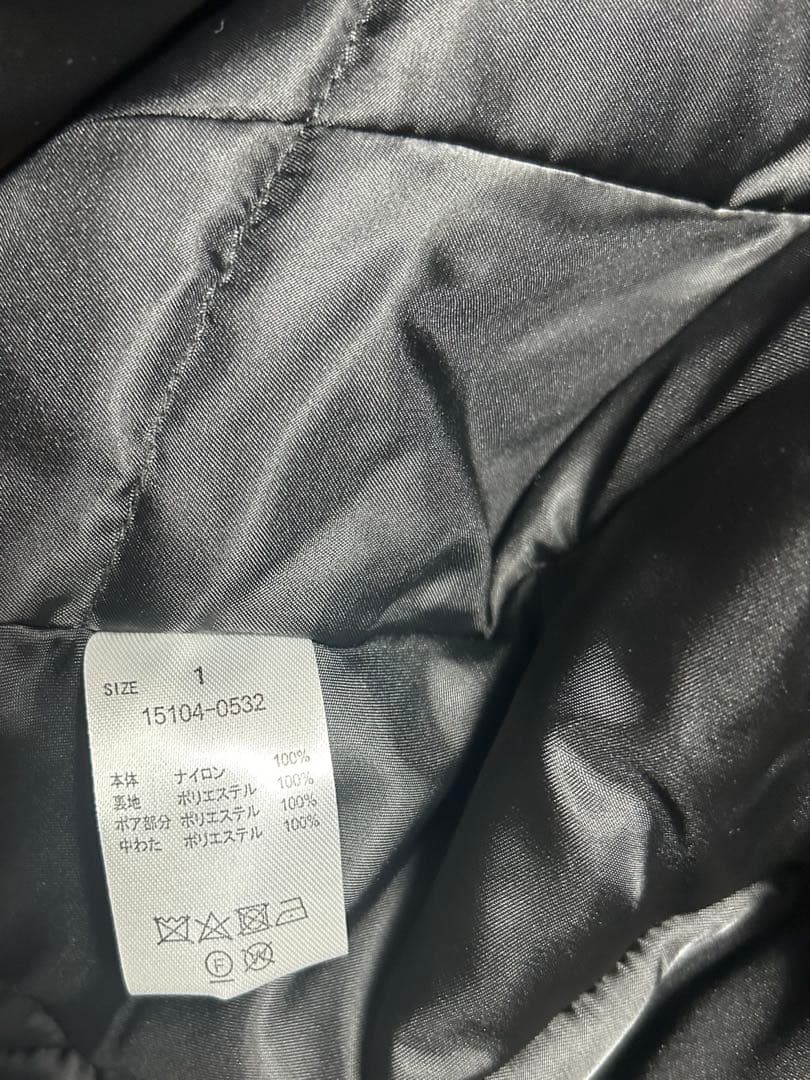 SIZE 1
15104-0532
本体 ナイロン 100%
裏地 ポリエステル 100%
ボア部分 ポリエステル 100%
中わた ポリエステル 100%
F W